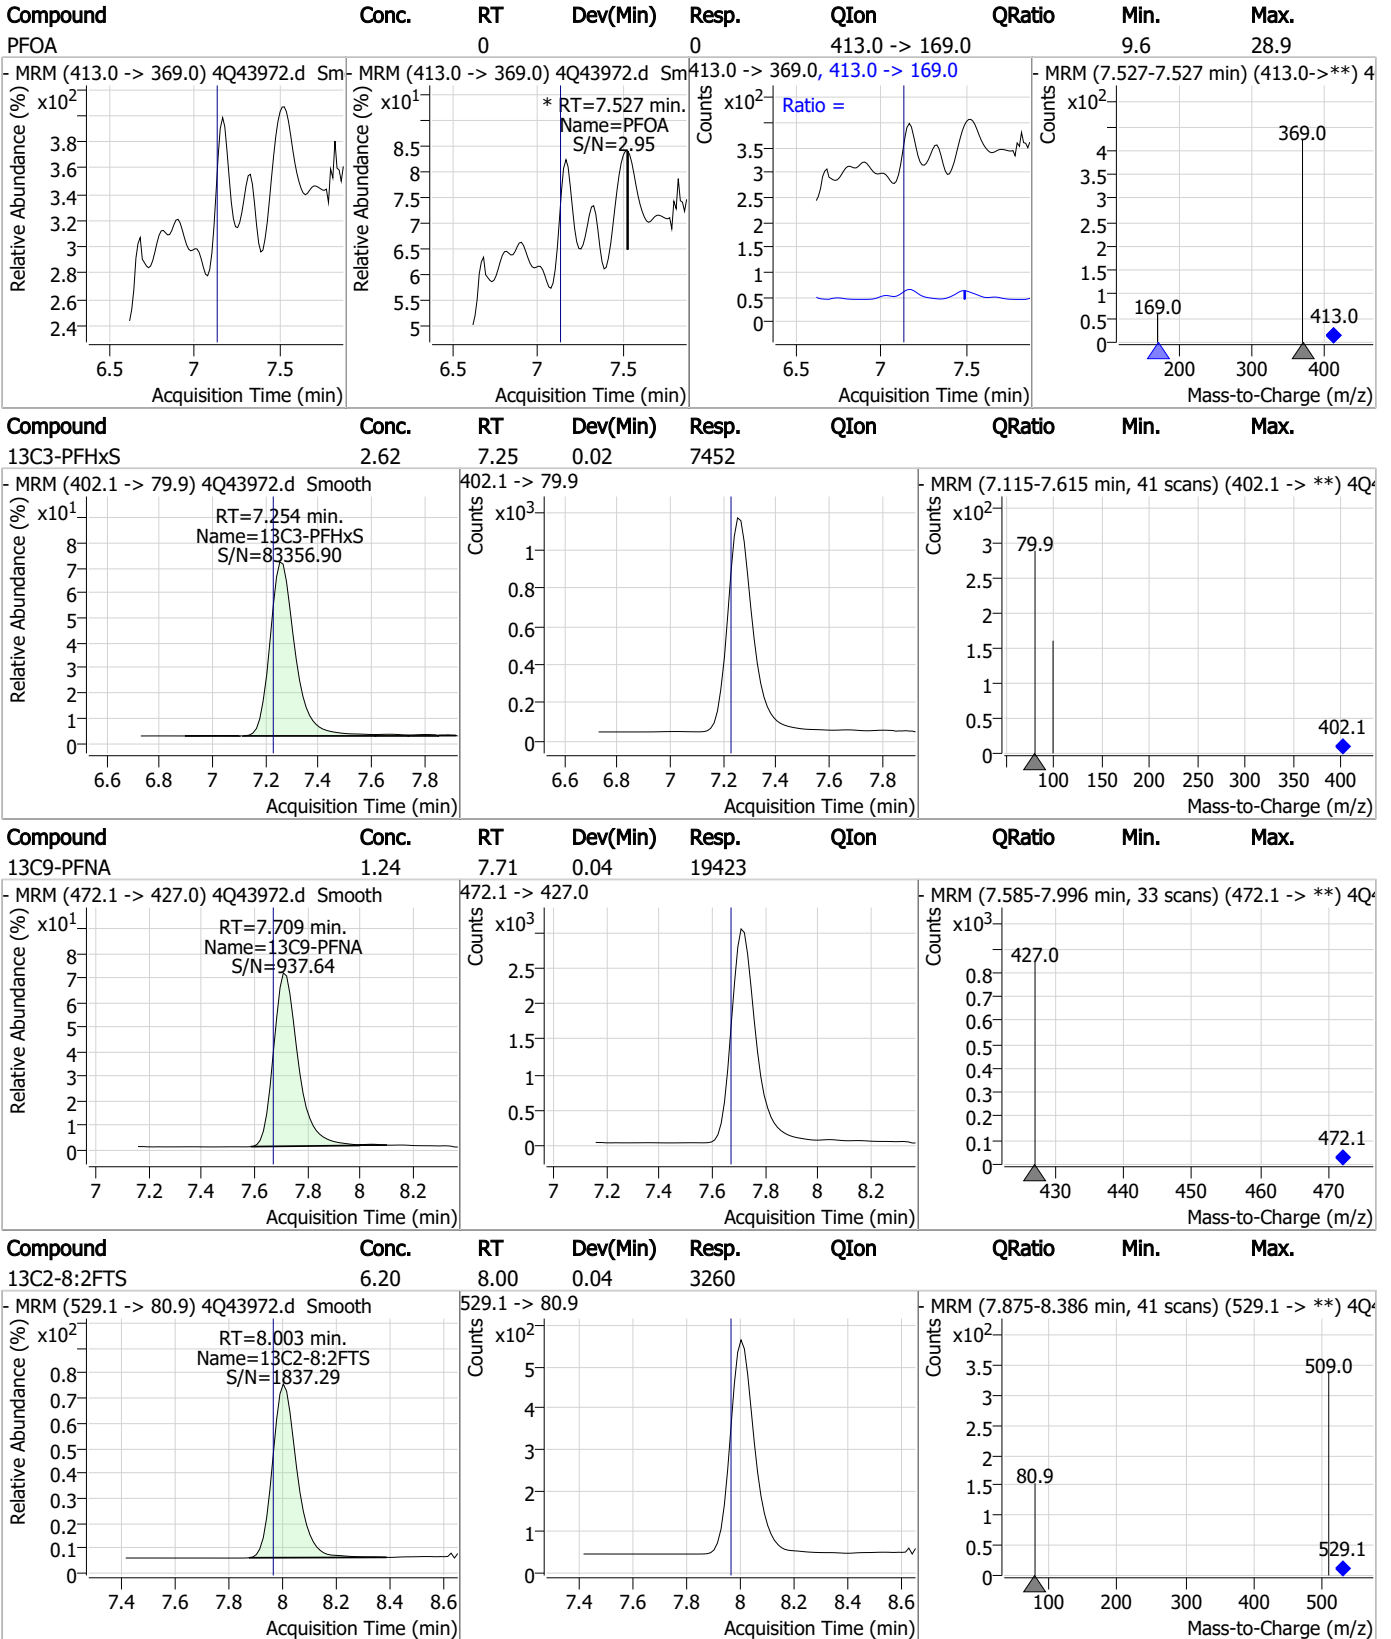 Compound Conc. RT Dev(Min) Resp. QIon QRatio Min. Max.
PFOA 0 0 413.0 -> 169.0 9.6 28.9
- MRM (413.0 -> 369.0) 4Q43972.d Sm
x10²
Relative Abundance (%)
3.8
3.6
3.4
3.2
3
2.8
2.6
2.4
6.5 7 7.5
Acquisition Time (min)
- MRM (413.0 -> 369.0) 4Q43972.d Sm
x10¹
* RT=7.527 min.
Name=PFOA
S/N=2.95
Relative Abundance (%)
8.5
8
7.5
7
6.5
6
5.5
5
6.5 7 7.5
Acquisition Time (min)
413.0 -> 369.0, 413.0 -> 169.0
x10²
Ratio =
Counts
3.5
3
2.5
2
1.5
1
0.5
0
6.5 7 7.5
Acquisition Time (min)
- MRM (7.527-7.527 min) (413.0->**) 4
x10²
Counts
4
3.5
3
2.5
2
1.5
1
0.5
0
369.0
169.0
413.0
200 300 400
Mass-to-Charge (m/z)
Compound Conc. RT Dev(Min) Resp. QIon QRatio Min. Max.
13C3-PFHxS 2.62 7.25 0.02 7452
- MRM (402.1 -> 79.9) 4Q43972.d Smooth
x10¹
RT=7.254 min.
Name=13C3-PFHxS
S/N=83356.90
Relative Abundance (%)
8
7
6
5
4
3
2
1
0
6.6 6.8 7 7.2 7.4 7.6 7.8
Acquisition Time (min)
402.1 -> 79.9
x10³
Counts
1
0.8
0.6
0.4
0.2
0
6.6 6.8 7 7.2 7.4 7.6 7.8
Acquisition Time (min)
- MRM (7.115-7.615 min, 41 scans) (402.1 -> **) 4Q4
x10²
Counts
3
2.5
2
1.5
1
0.5
0
79.9
402.1
100 150 200 250 300 350 400
Mass-to-Charge (m/z)
Compound Conc. RT Dev(Min) Resp. QIon QRatio Min. Max.
13C9-PFNA 1.24 7.71 0.04 19423
- MRM (472.1 -> 427.0) 4Q43972.d Smooth
x10¹
RT=7.709 min.
Name=13C9-PFNA
S/N=937.64
Relative Abundance (%)
8
7
6
5
4
3
2
1
0
7 7.2 7.4 7.6 7.8 8 8.2
Acquisition Time (min)
472.1 -> 427.0
x10³
Counts
2.5
2
1.5
1
0.5
0
7 7.2 7.4 7.6 7.8 8 8.2
Acquisition Time (min)
- MRM (7.585-7.996 min, 33 scans) (472.1 -> **) 4Q4
x10³
Counts
0.8
0.7
0.6
0.5
0.4
0.3
0.2
0.1
0
427.0
472.1
430 440 450 460 470
Mass-to-Charge (m/z)
Compound Conc. RT Dev(Min) Resp. QIon QRatio Min. Max.
13C2-8:2FTS 6.20 8.00 0.04 3260
- MRM (529.1 -> 80.9) 4Q43972.d Smooth
x10²
RT=8.003 min.
Name=13C2-8:2FTS
S/N=1837.29
Relative Abundance (%)
0.8
0.7
0.6
0.5
0.4
0.3
0.2
0.1
0
7.4 7.6 7.8 8 8.2 8.4 8.6
Acquisition Time (min)
529.1 -> 80.9
x10²
Counts
5
4
3
2
1
0
7.4 7.6 7.8 8 8.2 8.4 8.6
Acquisition Time (min)
- MRM (7.875-8.386 min, 41 scans) (529.1 -> **) 4Q4
x10²
Counts
3.5
3
2.5
2
1.5
1
0.5
0
509.0
80.9
529.1
100 200 300 400 500
Mass-to-Charge (m/z)